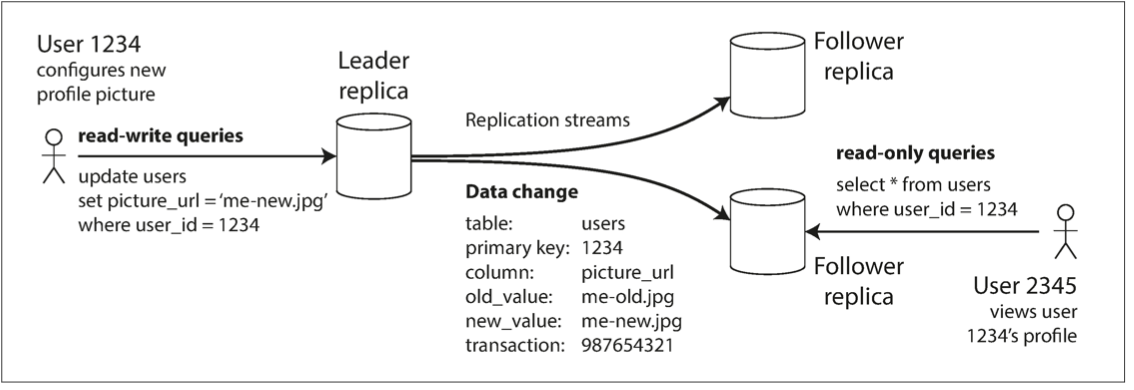 User 1234
configures new
profile picture
read-write queries
update users
set picture_url = ‘me-new.jpg’
where user_id = 1234
Leader
replica
Replication streams
Data change
table: users
primary key: 1234
column: picture_url
old_value: me-old.jpg
new_value: me-new.jpg
transaction: 987654321
Follower
replica
read-only queries
select * from users
where user_id = 1234
Follower
replica
User 2345
views user
1234’s profile